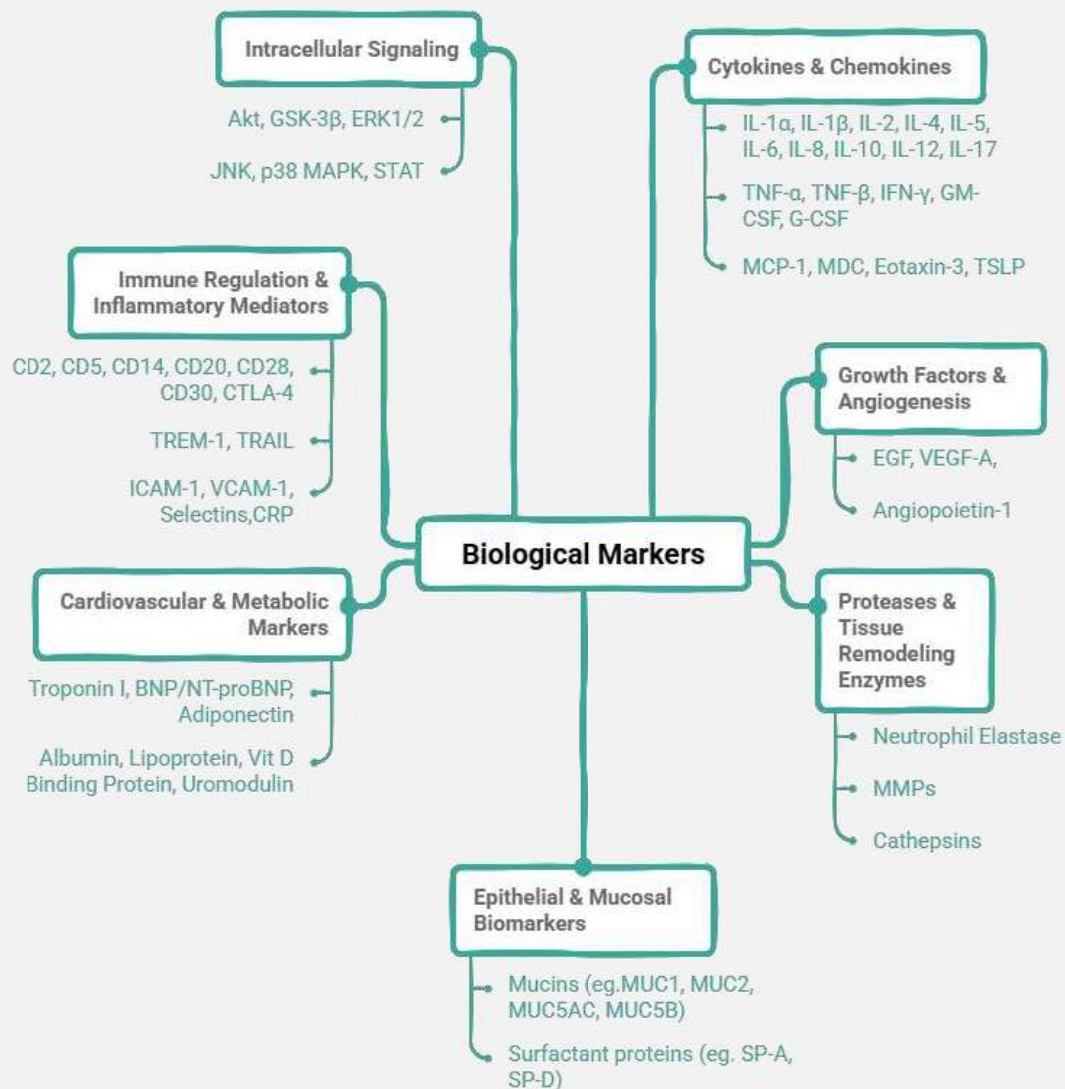 Intracellular Signaling
Akt, GSK-3β, ERK1/2
JNK, p38 MAPK, STAT
Cytokines & Chemokines
IL-1α, IL-1β, IL-2, IL-4, IL-5,
IL-6, IL-8, IL-10, IL-12, IL-17
TNF-α, TNF-β, IFN-γ, GM-
CSF, G-CSF
MCP-1, MDC, Eotaxin-3, TSLP
Immune Regulation &
Inflammatory Mediators
CD2, CD5, CD14, CD20, CD28,
CD30, CTLA-4
TREM-1, TRAIL
ICAM-1, VCAM-1,
Selectins,CRP
Growth Factors &
Angiogenesis
EGF, VEGF-A,
Angiopoietin-1
Biological Markers
Cardiovascular & Metabolic
Markers
Troponin I, BNP/NT-proBNP,
Adiponectin
Albumin, Lipoprotein, Vit D
Binding Protein, Uromodulin
Proteases &
Tissue
Remodeling
Enzymes
Neutrophil Elastase
MMPs
Cathepsins
Epithelial & Mucosal
Biomarkers
Mucins (eg.MUC1, MUC2,
MUC5AC, MUC5B)
Surfactant proteins (eg. SP-A,
SP-D)